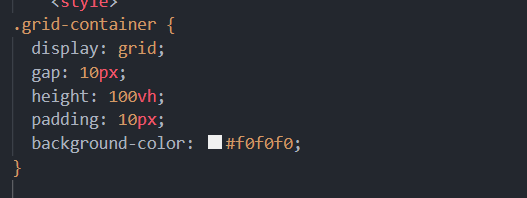 <style>
.grid-container {
display: grid;
gap: 10px;
height: 100vh;
padding: 10px;
background-color: #f0f0f0;
}